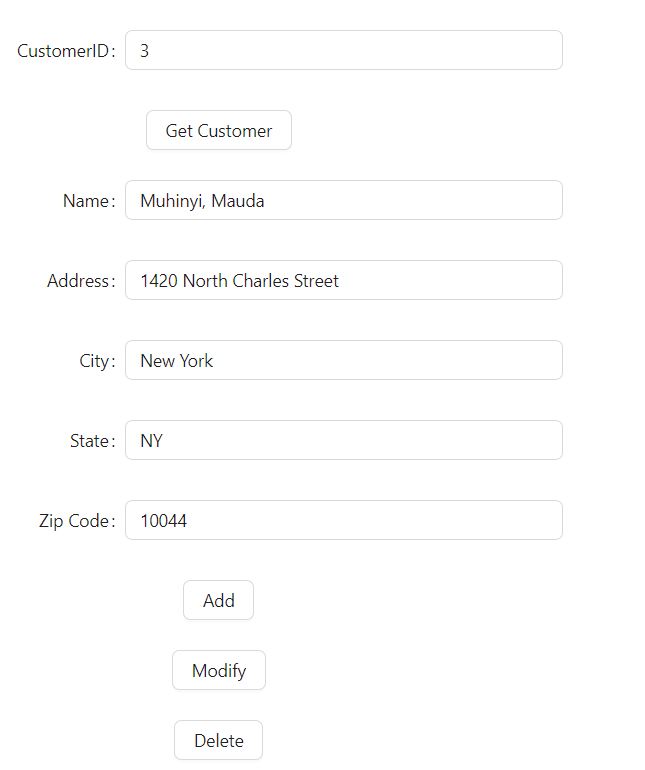 CustomerID: 3
Get Customer
Name: Muhinyi, Mauda
Address: 1420 North Charles Street
City: New York
State: NY
Zip Code: 10044
Add
Modify
Delete